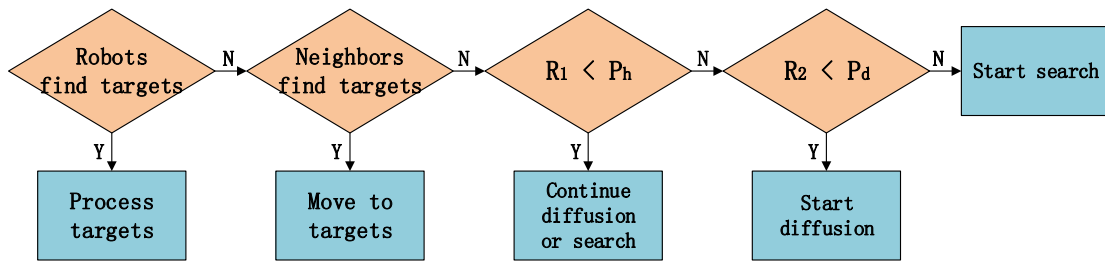 Robots
find targets
N
Neighbors
find targets
N
R1 < Ph
N
R2 < Pd
N
Start search
Y
Y
Y
Y
Process
targets
Move to
targets
Continue
diffusion
or search
Start
diffusion